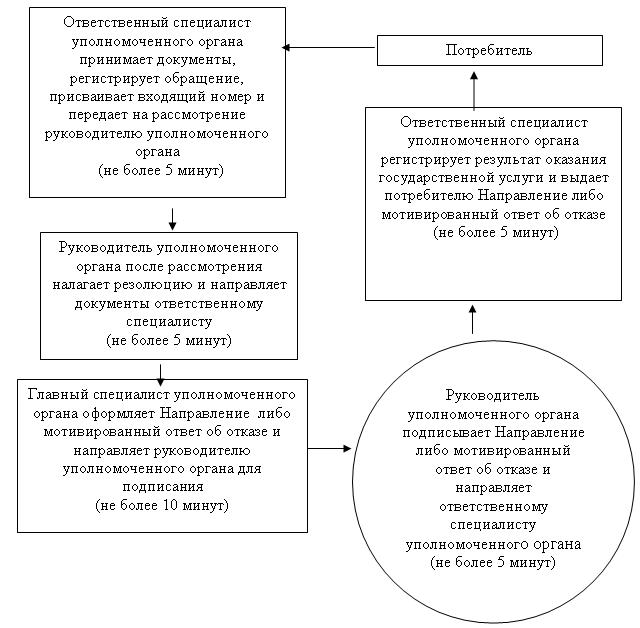 Ответственный специалист
уполномоченного органа
принимает документы,
регистрирует обращение,
присваивает входящий номер и
передает на рассмотрение
руководителю уполномоченного
органа
(не более 5 минут)
Потребитель
Ответственный специалист
уполномоченного органа
регистрирует результат оказания
государственной услуги и выдает
потребителю Направление либо
мотивированный ответ об отказе
(не более 5 минут)
Руководитель уполномоченного
органа после рассмотрения
налагает резолюцию и направляет
документы ответственному
специалисту
(не более 5 минут)
Главный специалист уполномоченного
органа оформляет Направление либо
мотивированный ответ об отказе и
направляет руководителю
уполномоченного органа для
подписания
(не более 10 минут)
Руководитель
уполномоченного органа
подписывает Направление
либо мотивированный
ответ об отказе и
направляет
ответственному
специалисту
уполномоченного органа
(не более 5 минут)